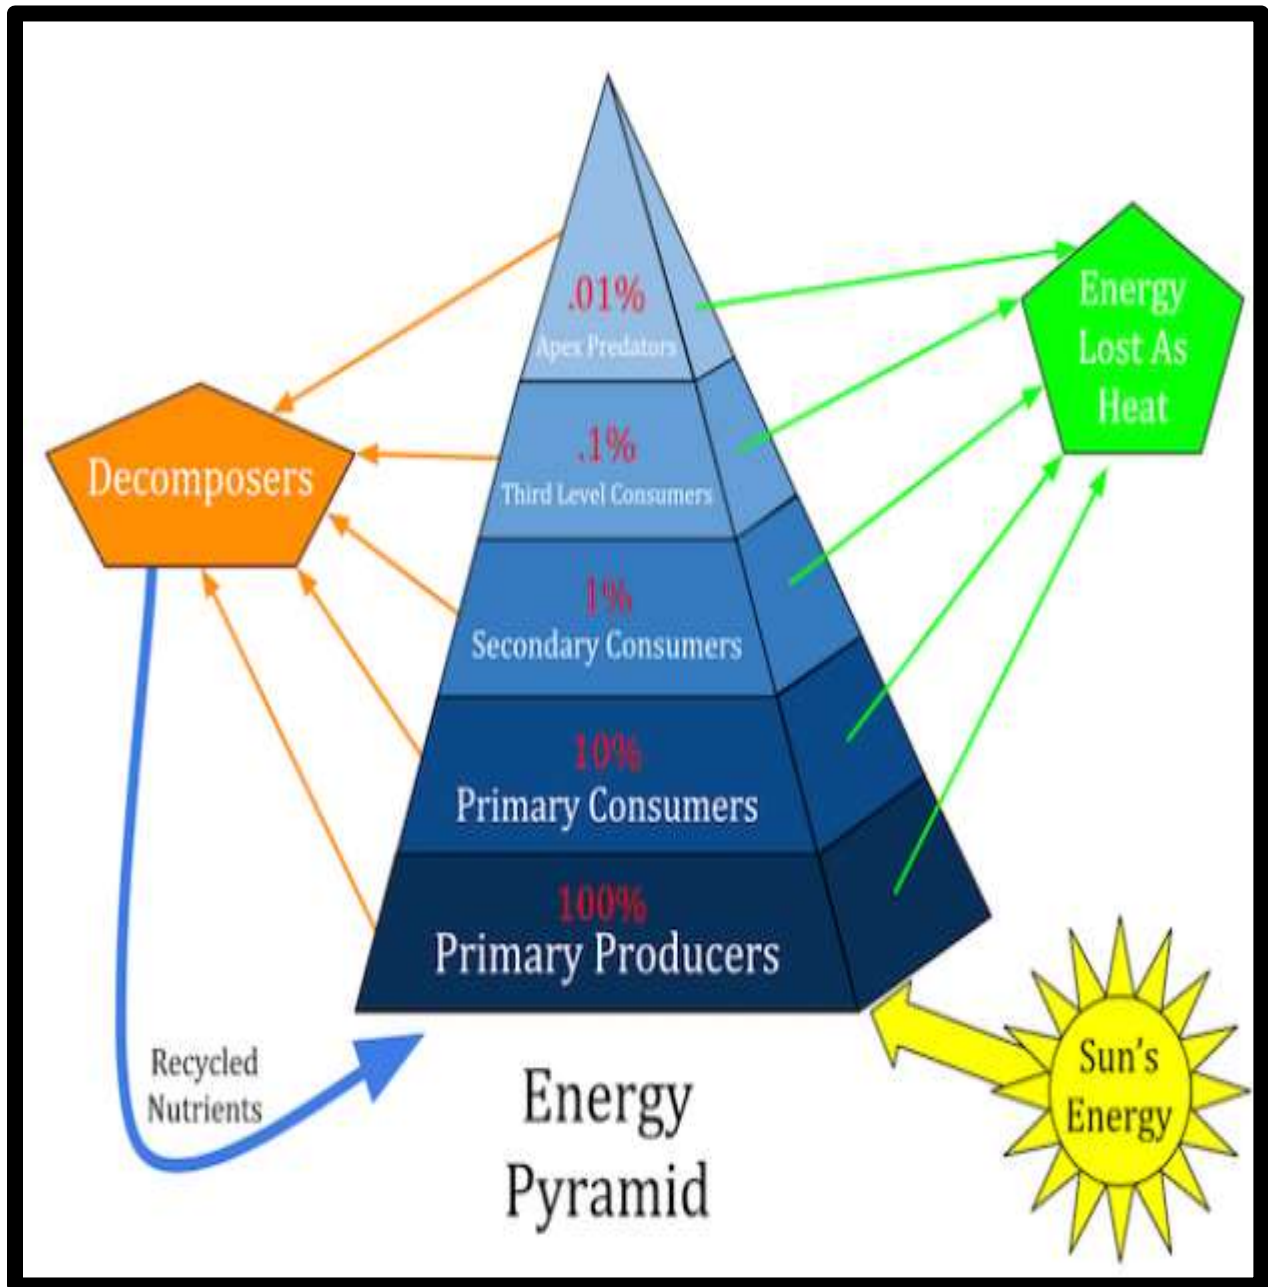 .01%
Apex Predators
.1%
Third Level Consumers
1%
Secondary Consumers
10%
Primary Consumers
100%
Primary Producers
Decomposers
Recycled
Nutrients
Energy
Lost As
Heat
Sun's
Energy
Energy
Pyramid